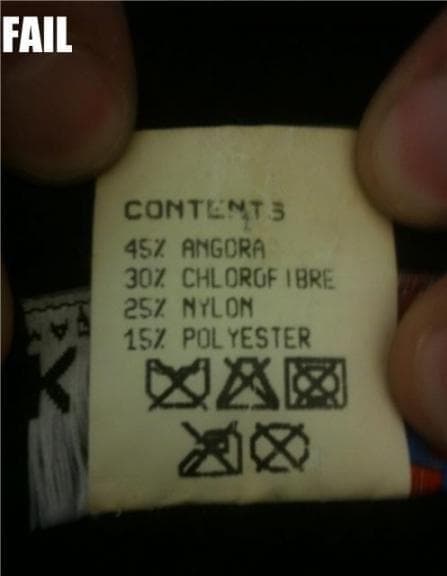 FAIL
CONTENTS
45% ANGORA
30% CHLOROFIBRE
25% NYLON
15% POLYESTER
K